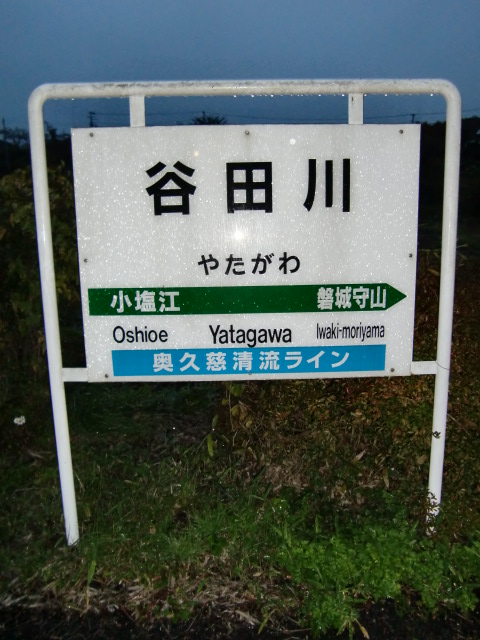 谷田川
やたがわ
小塩江 磐城守山
Oshioe Yatagawa Iwaki-moriyama
奥久慈清流ライン